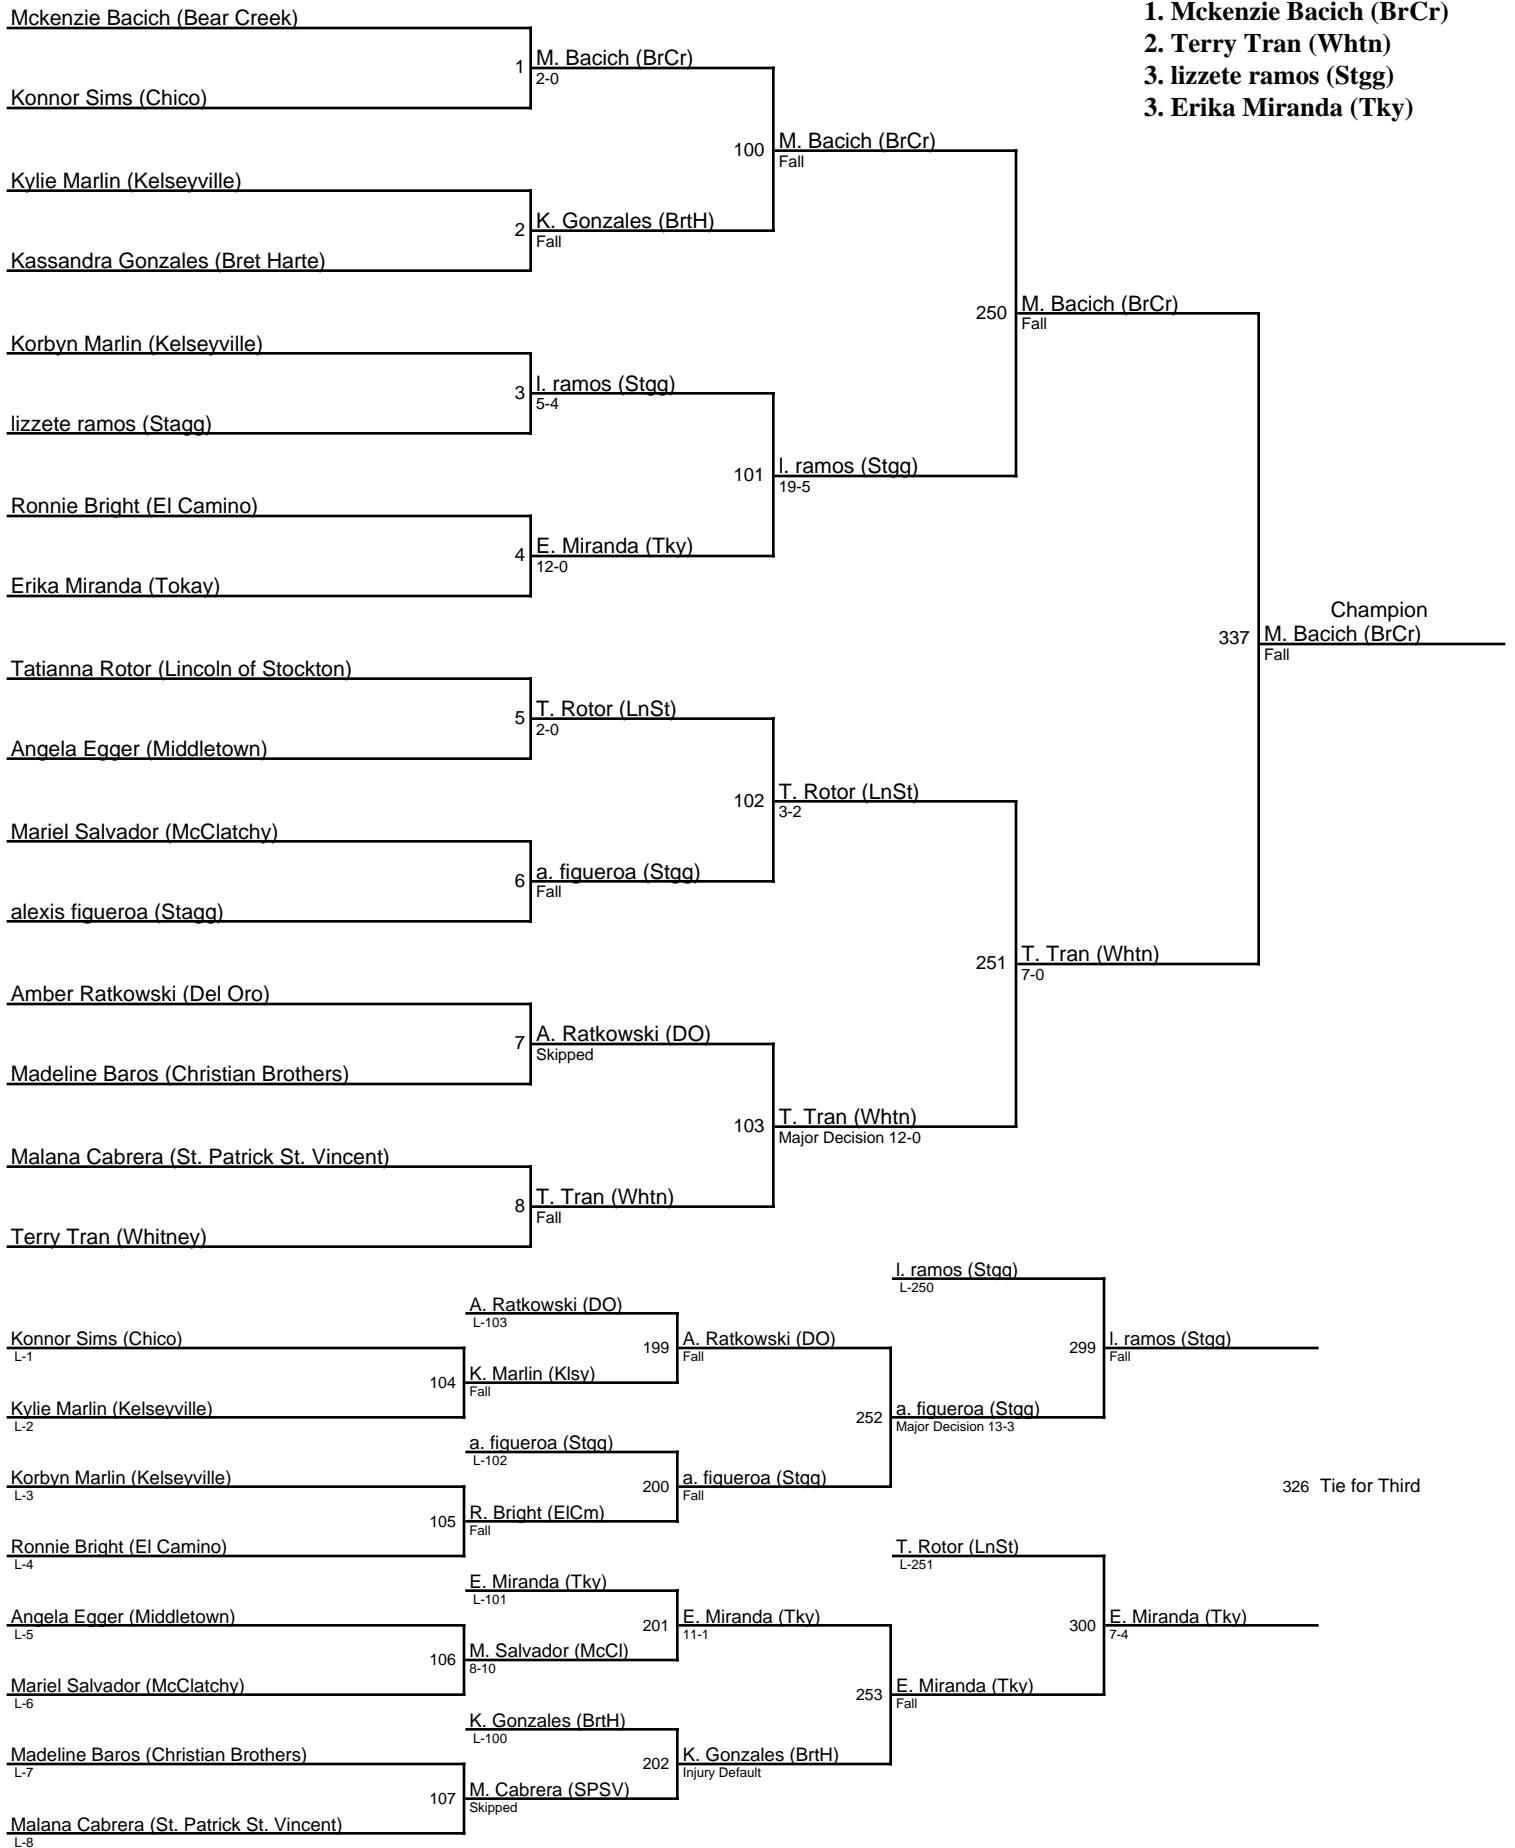 Mckenzie Bacich (Bear Creek)
1. Mckenzie Bacich (BrCr)
2. Terry Tran (Whtn)
3. lizzete ramos (Stgg)
3. Erika Miranda (Tky)
1 M. Bacich (BrCr)
2-0
Konnor Sims (Chico)
100 M. Bacich (BrCr)
Fall
Kylie Marlin (Kelseyville)
2 K. Gonzales (BrtH)
Fall
Kassandra Gonzales (Bret Harte)
250 M. Bacich (BrCr)
Fall
Korbyn Marlin (Kelseyville)
3 l. ramos (Stgg)
5-4
lizzete ramos (Stagg)
101 l. ramos (Stgg)
19-5
Ronnie Bright (El Camino)
4 E. Miranda (Tky)
12-0
Erika Miranda (Tokay)
Champion
337 M. Bacich (BrCr)
Fall
Tatianna Rotor (Lincoln of Stockton)
5 T. Rotor (LnSt)
2-0
Angela Egger (Middletown)
102 T. Rotor (LnSt)
3-2
Mariel Salvador (McClatchy)
6 a. figueroa (Stgg)
Fall
alexis figueroa (Stagg)
251 T. Tran (Whtn)
7-0
Amber Ratkowski (Del Oro)
7 A. Ratkowski (DO)
Skipped
Madeline Baros (Christian Brothers)
103 T. Tran (Whtn)
Major Decision 12-0
Malana Cabrera (St. Patrick St. Vincent)
8 T. Tran (Whtn)
Fall
Terry Tran (Whitney)
l. ramos (Stgg)
L-250
A. Ratkowski (DO)
L-103
Konnor Sims (Chico)
L-1
199 A. Ratkowski (DO)
Fall
299 l. ramos (Stgg)
Fall
104 K. Marlin (Klsy)
Fall
Kylie Marlin (Kelseyville)
L-2
252 a. figueroa (Stgg)
Major Decision 13-3
a. figueroa (Stgg)
L-102
Korbyn Marlin (Kelseyville)
L-3
200 a. figueroa (Stgg)
Fall
326 Tie for Third
105 R. Bright (ElCm)
Fall
Ronnie Bright (El Camino)
L-4
T. Rotor (LnSt)
L-251
E. Miranda (Tky)
L-101
Angela Egger (Middletown)
L-5
201 E. Miranda (Tky)
11-1
300 E. Miranda (Tky)
7-4
106 M. Salvador (McCl)
8-10
Mariel Salvador (McClatchy)
L-6
253 E. Miranda (Tky)
Fall
K. Gonzales (BrtH)
L-100
Madeline Baros (Christian Brothers)
L-7
202 K. Gonzales (BrtH)
Injury Default
107 M. Cabrera (SPSV)
Skipped
Malana Cabrera (St. Patrick St. Vincent)
L-8